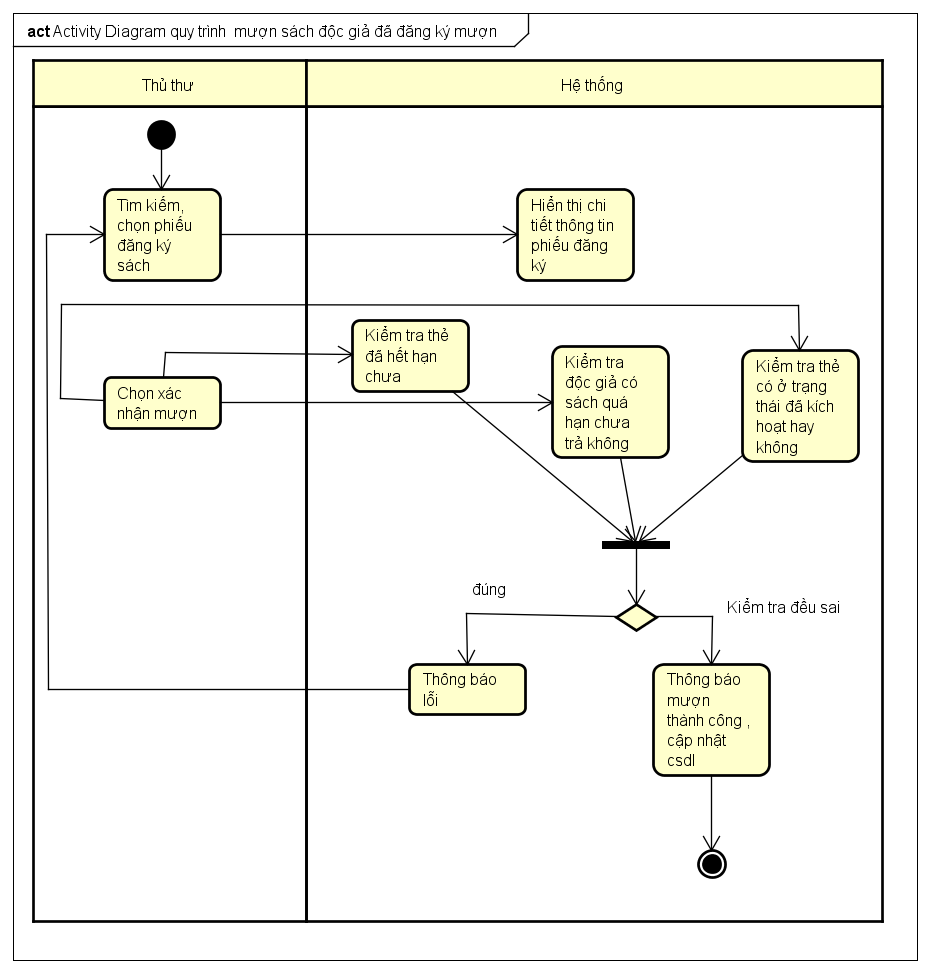 act Activity Diagram quy trình mượn sách độc giả đã đăng ký mượn
Thủ thư
Hệ thống
Tìm kiếm,
chọn phiếu
đăng ký
sách
Hiển thị chi
tiết thông tin
phiếu đăng
ký
Kiểm tra thẻ
đã hết hạn
chưa
Kiểm tra
độc giả có
sách quá
hạn chưa
trả không
Kiểm tra thẻ
có ở trạng
thái đã kích
hoạt hay
không
Chọn xác
nhận mượn
đúng
Kiểm tra đều sai
Thông báo
lỗi
Thông báo
mượn
thành công ,
cập nhật
csdl